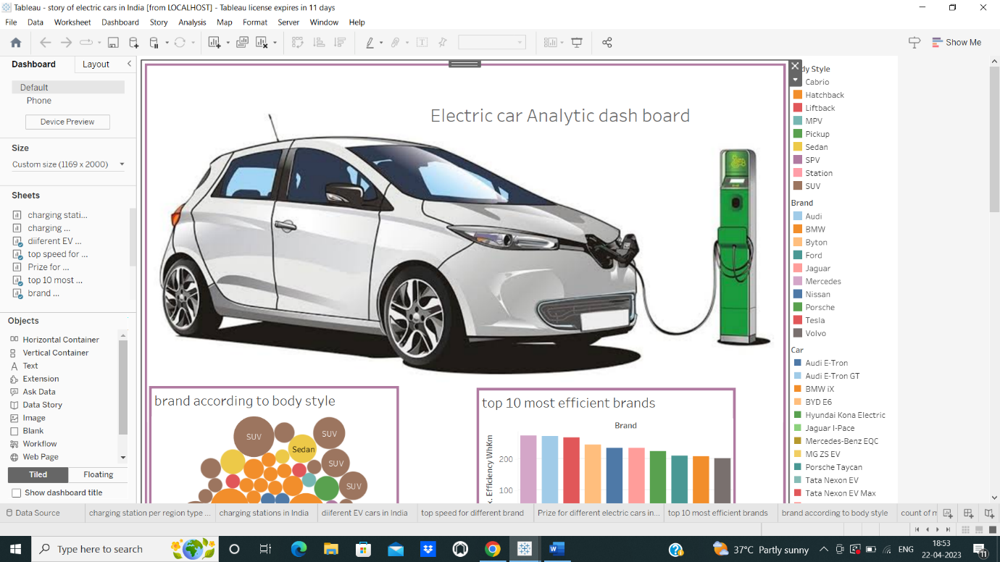 Tableau - story of electric cars in India [from LOCALHOST] - Tableau license expires in 11 days
File Data Worksheet Dashboard Story Analysis Map Format Server Window Help
Show Me
Dashboard Layout
Default
Phone
Device Preview
Size
Custom size (1169 x 2000)
Sheets
charging stati...
charging ...
diiferent EV ...
top speed for ...
Prize for ...
top 10 most ...
brand ...
Objects
Horizontal Container
Vertical Container
Text
Extension
Ask Data
Data Story
Image
Blank
Workflow
Web Page
Tiled Floating
Show dashboard title
Electric car Analytic dash board
brand according to body style
SUV
SUV
Sedan
SUV
SUV
top 10 most efficient brands
Brand
x. Efficiency WhKm
200
100
dy Style
Cabrio
Hatchback
Liftback
MPV
Pickup
Sedan
SPV
Station
SUV
Brand
Audi
BMW
Byton
Ford
Jaguar
Mercedes
Nissan
Porsche
Tesla
Volvo
Car
Audi E-Tron
Audi E-Tron GT
BMW iX
BYD E6
Hyundai Kona Electric
Jaguar I-Pace
Mercedes-Benz EQC
MG ZS EV
Porsche Taycan
Tata Nexon EV
Tata Nexon EV Max
Data Source charging station per region type ... charging stations in India diiferent EV cars in India top speed for different brand Prize for different electric cars in... top 10 most efficient brands brand according to body style count of m
Type here to search
37°C Partly sunny
ENG
18:53
22-04-2023
11